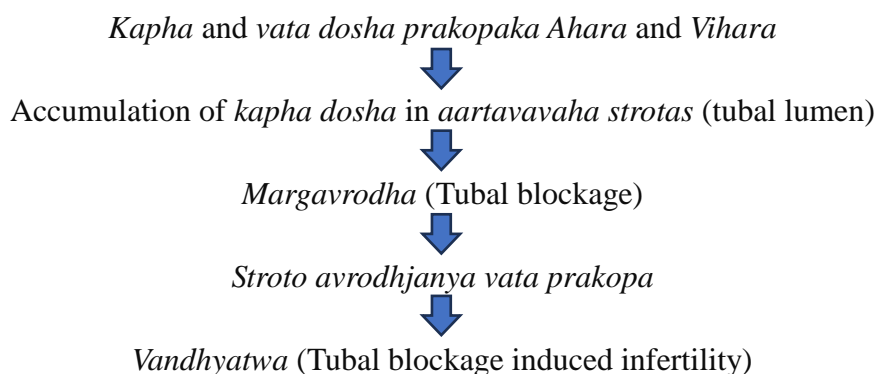 Kapha and vata dosha prakopaka Ahara and Vihara
Accumulation of kapha dosha in aartavavaha strotas (tubal lumen)
Margavrodha (Tubal blockage)
Stroto avrodhjanya vata prakopa
Vandhyatwa (Tubal blockage induced infertility)